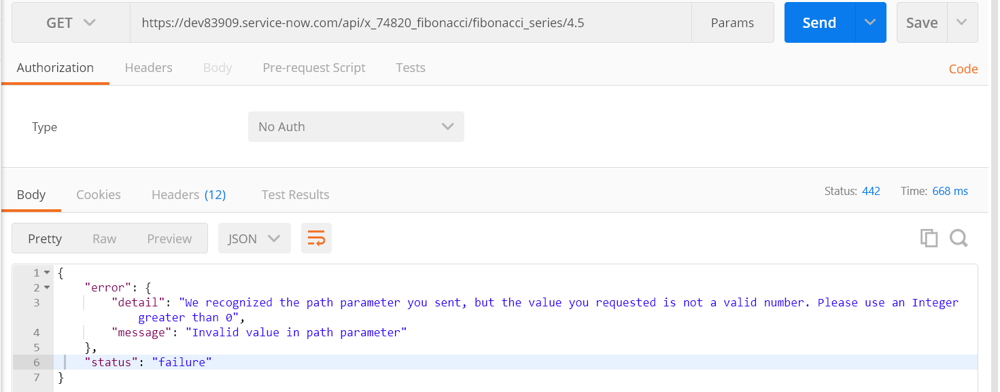 GET https://dev83909.service-now.com/api/x_74820_fibonacci/fibonacci_series/4.5 Params Send Save
Authorization Headers Body Pre-request Script Tests Code
Type No Auth
Body Cookies Headers (12) Test Results Status: 442 Time: 668 ms
Pretty Raw Preview JSON
1 {
2 "error": {
3 "detail": "We recognized the path parameter you sent, but the value you requested is not a valid number. Please use an Integer
greater than 0",
4 "message": "Invalid value in path parameter"
5 },
6 "status": "failure"
7 }